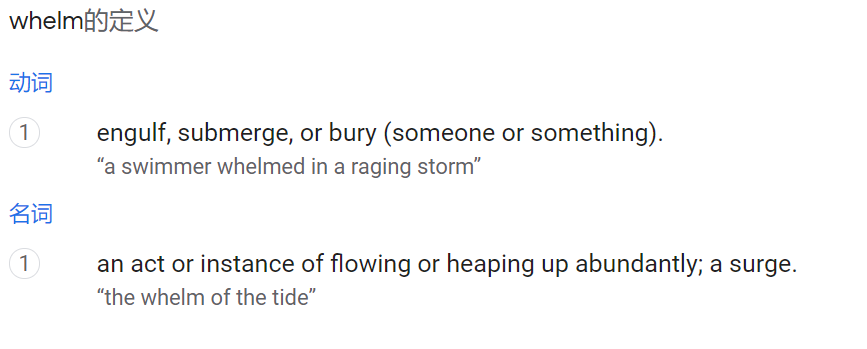 whelm的定义
动词
1
engulf, submerge, or bury (someone or something).
“a swimmer whelmed in a raging storm”
名词
1
an act or instance of flowing or heaping up abundantly; a surge.
“the whelm of the tide”